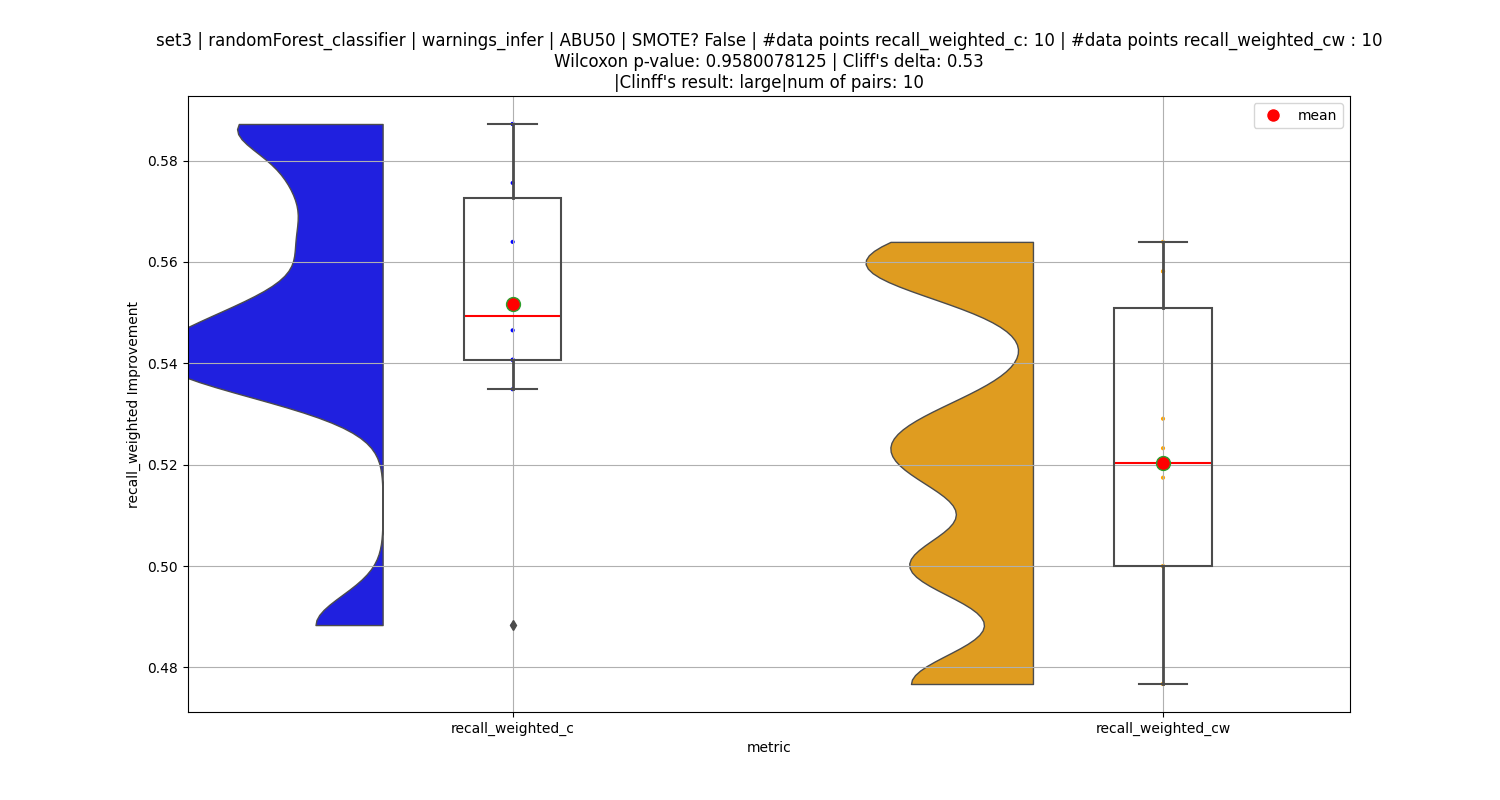 set3 | randomForest_classifier | warnings_infer | ABU50 | SMOTE? False | #data points recall_weighted_c: 10 | #data points recall_weighted_cw : 10
Wilcoxon p-value: 0.9580078125 | Cliff's delta: 0.53
|Clinff's result: large|num of pairs: 10
mean
0.58
0.56
0.54
0.52
0.50
0.48
recall_weighted Improvement
recall_weighted_c
recall_weighted_cw
metric